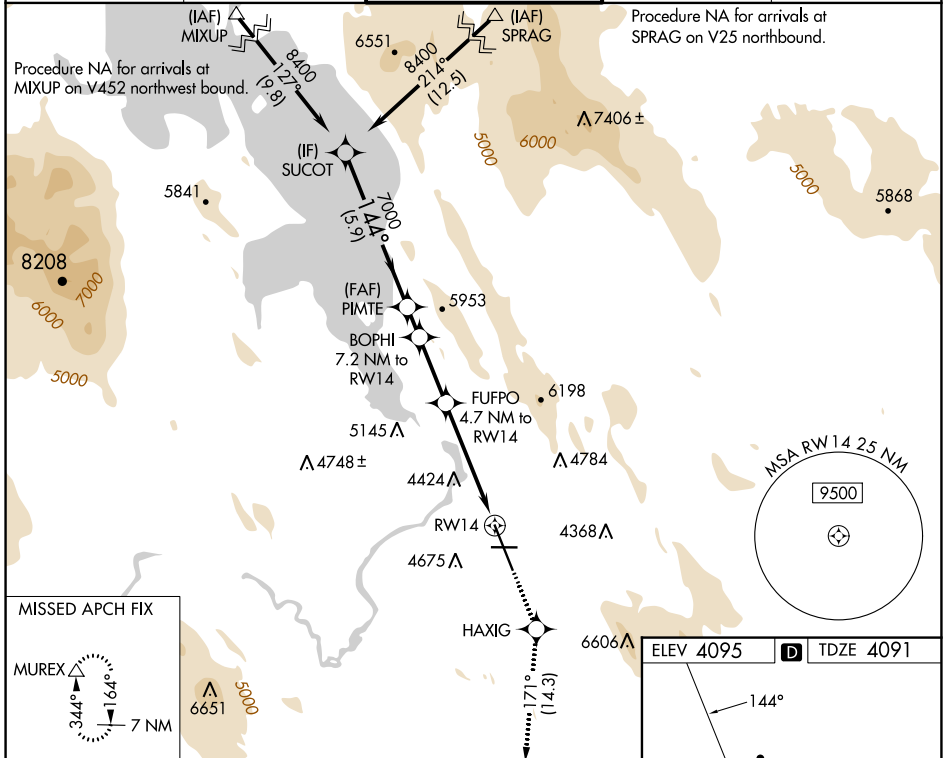 (IAF)
MIXUP
(IAF)
SPRAG
Procedure NA for arrivals at
SPRAG on V25 northbound.
Procedure NA for arrivals at
MIXUP on V452 northwest bound.
8400
127°
(9.8)
6551
8400
214°
(12.5)
7406±
5000
6000
5000
5868
(IF)
SUCOT
5841
7000
144°
(5.9)
8208
7000
6000
5000
(FAF)
PIMTE
5953
BOPHI
7.2 NM to
RW14
FUFPO
4.7 NM to
RW14
6198
5145
4748±
4784
4424
MSA RW14 25 NM
9500
RW14
4368
4675
HAXIG
6606
171°
(14.3)
MISSED APCH FIX
MUREX
344°
164°
7 NM
6651
5000
ELEV 4095 D TDZE 4091
144°